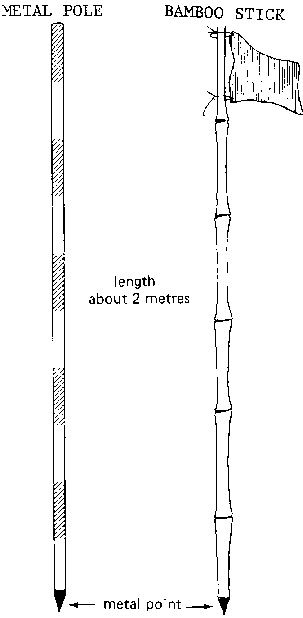 METAL POLE
BAMBOO STICK
length
about 2 metres
metal point